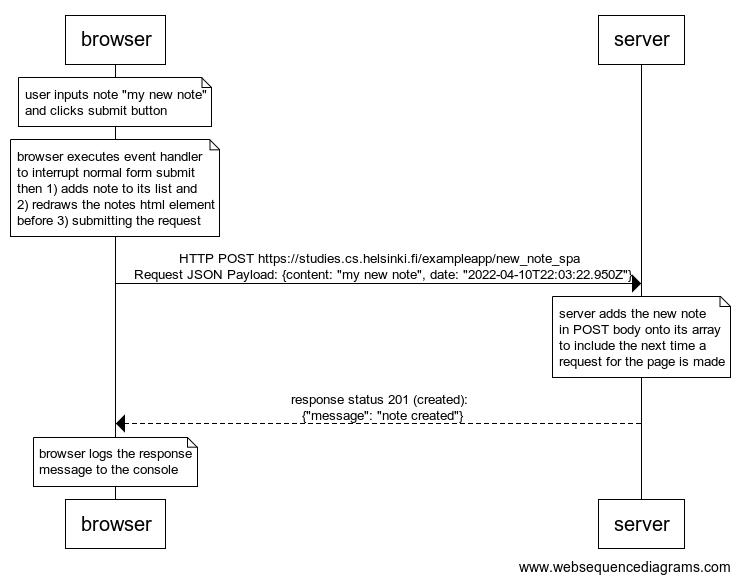 browser
server
user inputs note "my new note"
and clicks submit button
browser executes event handler
to interrupt normal form submit
then 1) adds note to its list and
2) redraws the notes html element
before 3) submitting the request
HTTP POST https://studies.cs.helsinki.fi/exampleapp/new_note_spa
Request JSON Payload: {content: "my new note", date: "2022-04-10T22:03:22.950Z"}
server adds the new note
in POST body onto its array
to include the next time a
request for the page is made
response status 201 (created):
{"message": "note created"}
browser logs the response
message to the console
browser
server
www.websequencediagrams.com